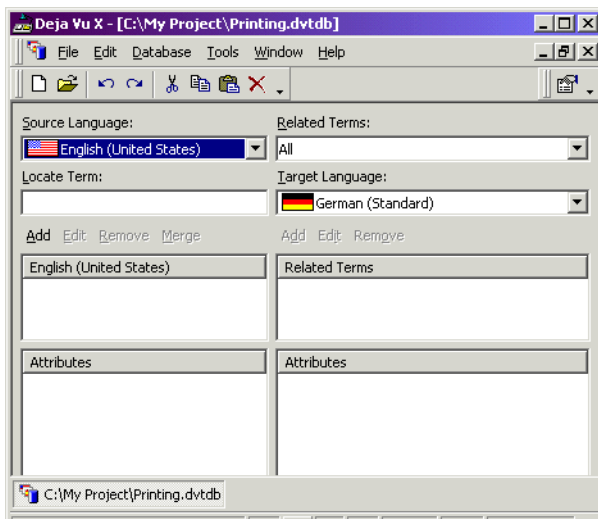 Deja Vu X - [C:\My Project\Printing.dvtdb]
File Edit Database Tools Window Help
Source Language: Related Terms:
English (United States) All
Locate Term: Target Language:
German (Standard)
Add Edit Remove Merge Add Edit Remove
English (United States) Related Terms
Attributes Attributes
C:\My Project\Printing.dvtdb